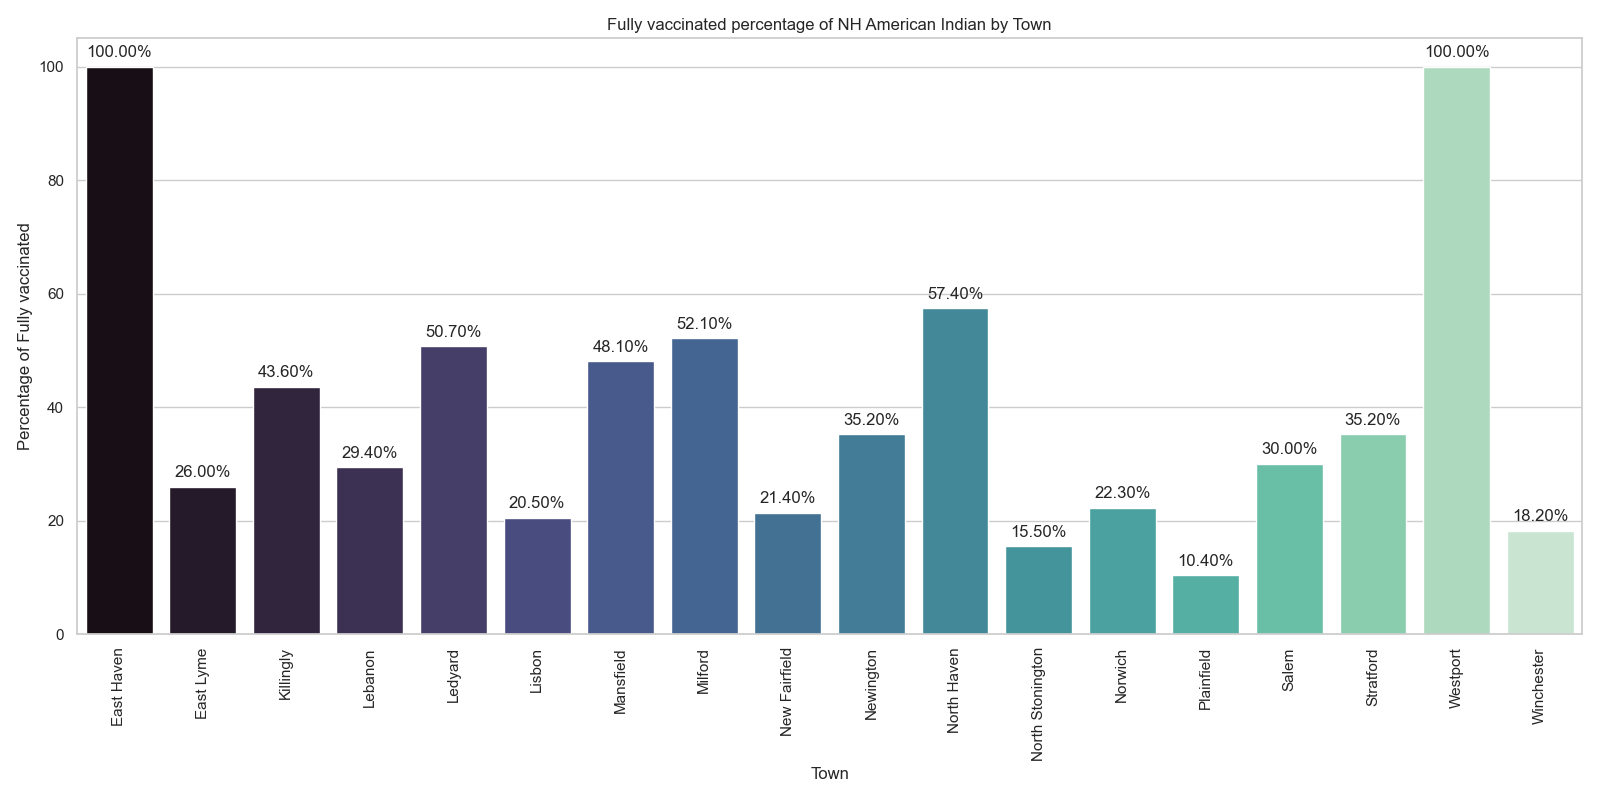 Fully vaccinated percentage of NH American Indian by Town
Percentage of Fully vaccinated
100
80
60
40
20
0
100.00%
26.00%
43.60%
29.40%
50.70%
20.50%
48.10%
52.10%
21.40%
35.20%
57.40%
15.50%
22.30%
10.40%
30.00%
35.20%
100.00%
18.20%
East Haven
East Lyme
Killingly
Lebanon
Ledyard
Lisbon
Mansfield
Milford
New Fairfield
Newington
North Haven
North Stonington
Norwich
Plainfield
Salem
Stratford
Westport
Winchester
Town